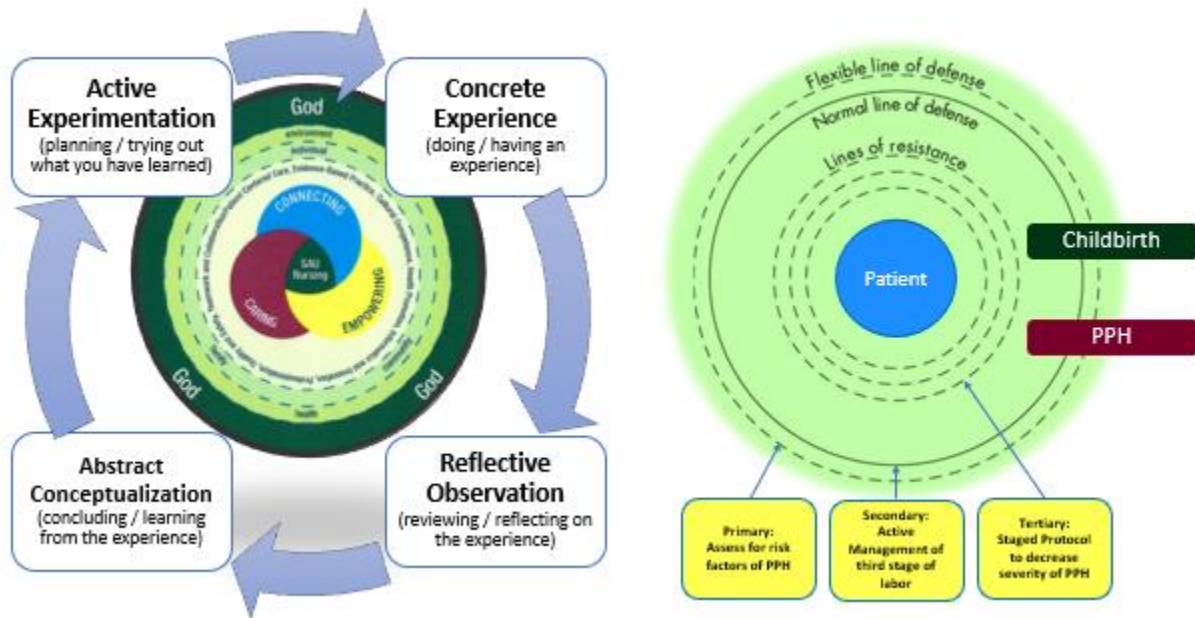 Active
Experimentation
(planning / trying out
what you have learned)
Concrete
Experience
(doing / having an
experience)
God
environment
individual
CONNECTING
SAU
Nursing
CARING
EMPOWERING
God
God
health
Abstract
Conceptualization
(concluding / learning
from the experience)
Reflective
Observation
(reviewing / reflecting on
the experience)
Flexible line of defense
Normal line of defense
Lines of resistance
Patient
Childbirth
PPH
Primary:
Assess for risk
factors of PPH
Secondary:
Active
Management of
third stage of
labor
Tertiary:
Staged Protocol
to decrease
severity of PPH